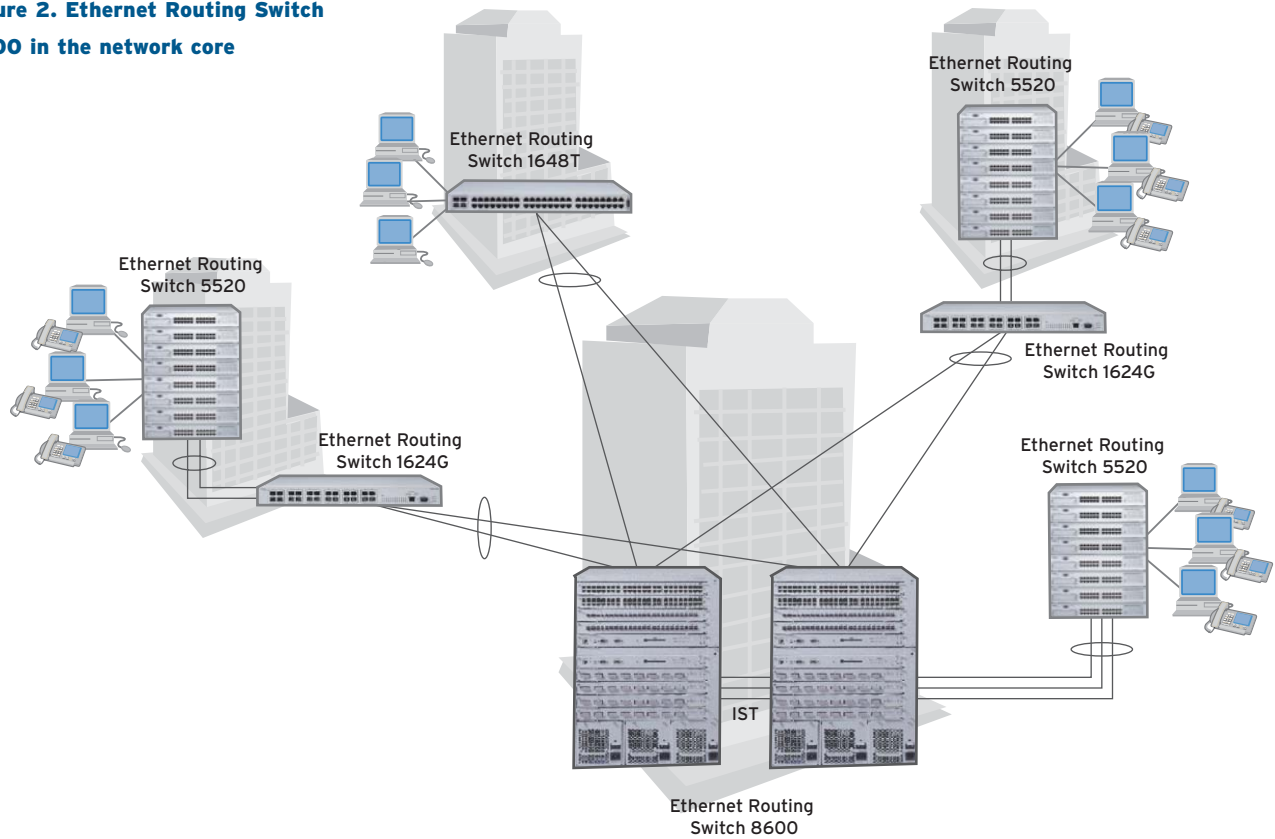 ure 2. Ethernet Routing Switch
00 in the network core
Ethernet Routing
Switch 5520
Ethernet Routing
Switch 1648T
Ethernet Routing
Switch 5520
Ethernet Routing
Switch 1624G
Ethernet Routing
Switch 1624G
Ethernet Routing
Switch 5520
IST
Ethernet Routing
Switch 8600